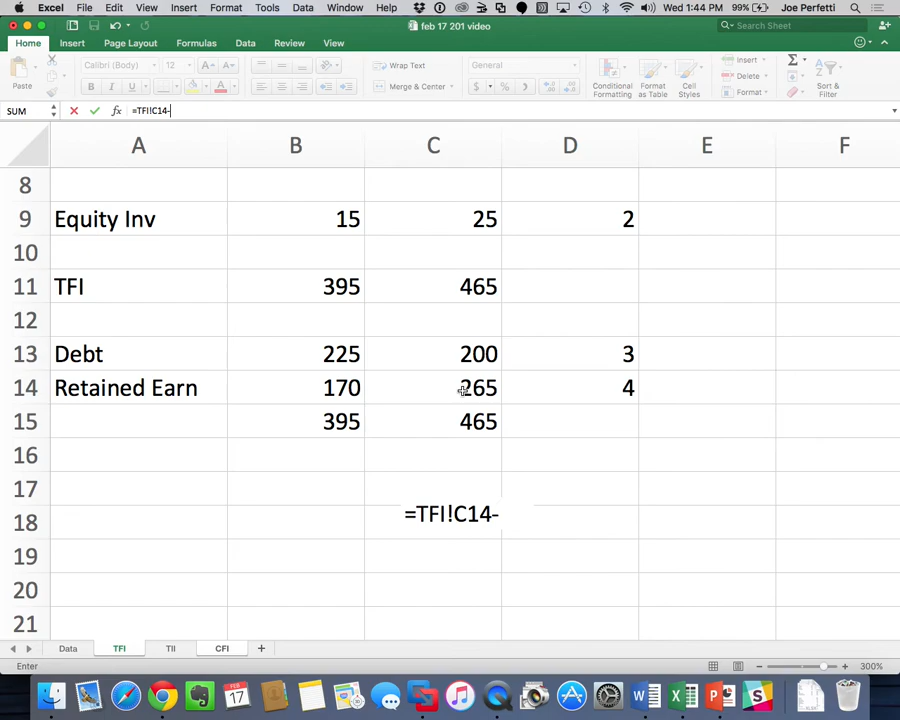 Excel File Edit View Insert Format Tools Data Window Help Wed 1:44 PM 99% Joe Perfetti
feb 17 201 video
Search Sheet
Home Insert Page Layout Formulas Data Review View
Paste
Calibri (Body) 12
A A
B I U
Wrap Text
Merge & Center
General
$ %
Conditional Formatting
Format as Table
Cell Styles
Insert
Delete
Format
Sort & Filter
SUM fx =TFI!C14-
A B C D E F
8
9 Equity Inv 15 25 2
10
11 TFI 395 465
12
13 Debt 225 200 3
14 Retained Earn 170 265 4
15 395 465
16
17
18 =TFI!C14-
19
20
21
Data TFI TII CFI +
Enter 300%
FEB
17